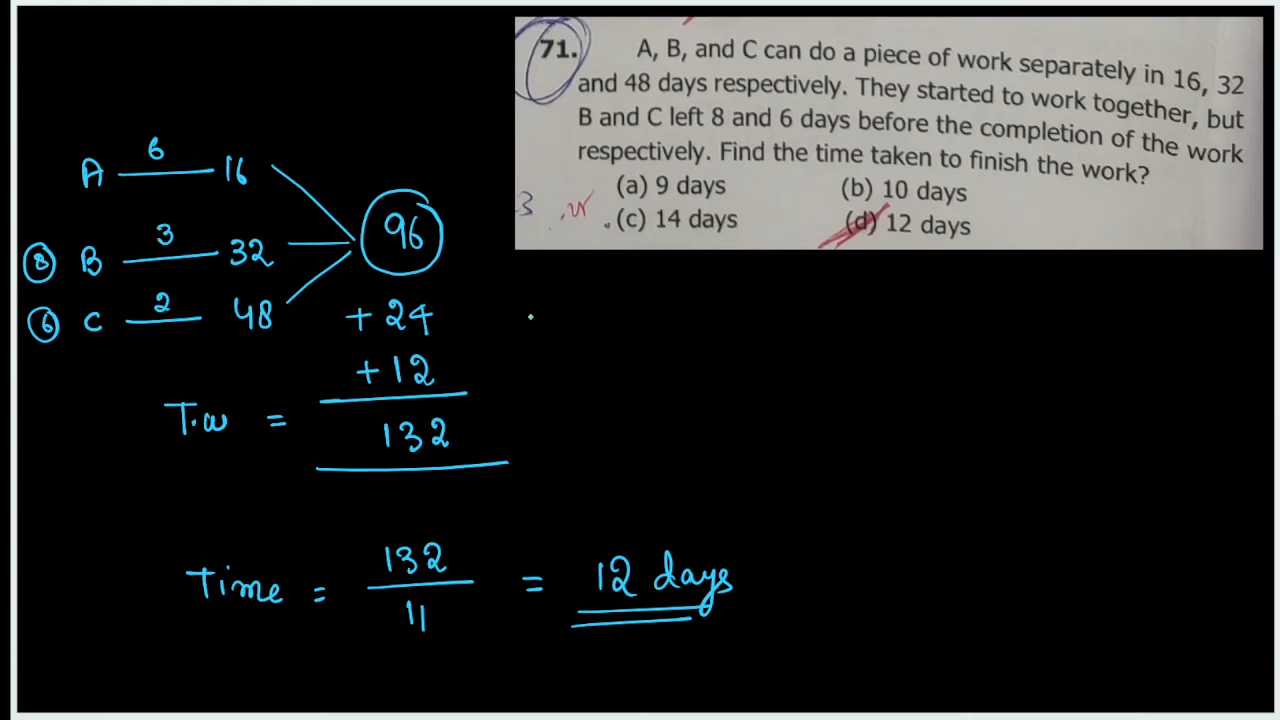 71. A, B, and C can do a piece of work separately in 16, 32
and 48 days respectively. They started to work together, but
B and C left 8 and 6 days before the completion of the work
respectively. Find the time taken to finish the work?
(a) 9 days (b) 10 days
(c) 14 days (d) 12 days
A 6 16
8 B 3 32 96
6 C 2 48 + 24
+ 12
T.w = 132
Time = 132
11 = 12 days